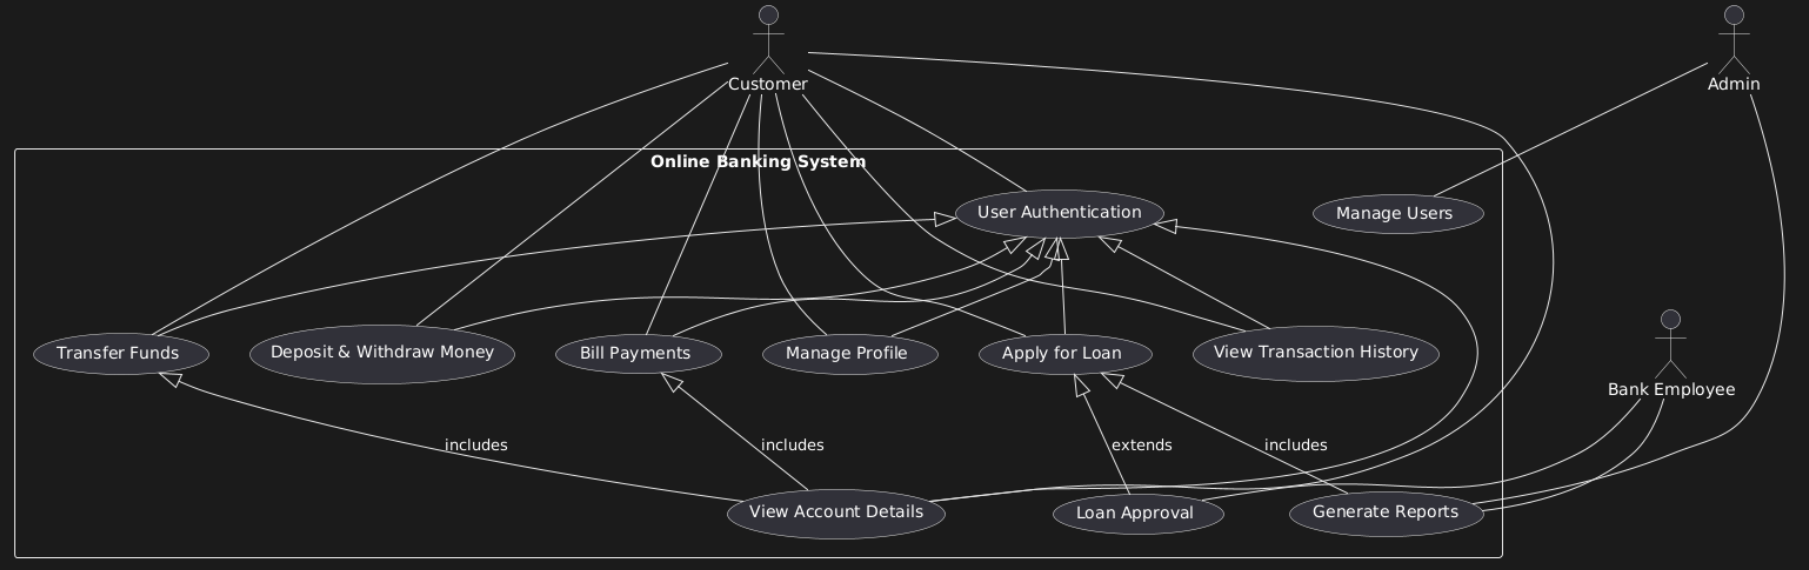 Customer
Admin
Online Banking System
User Authentication
Manage Users
Transfer Funds
Deposit & Withdraw Money
Bill Payments
Manage Profile
Apply for Loan
View Transaction History
Bank Employee
includes
includes
extends
includes
View Account Details
Loan Approval
Generate Reports